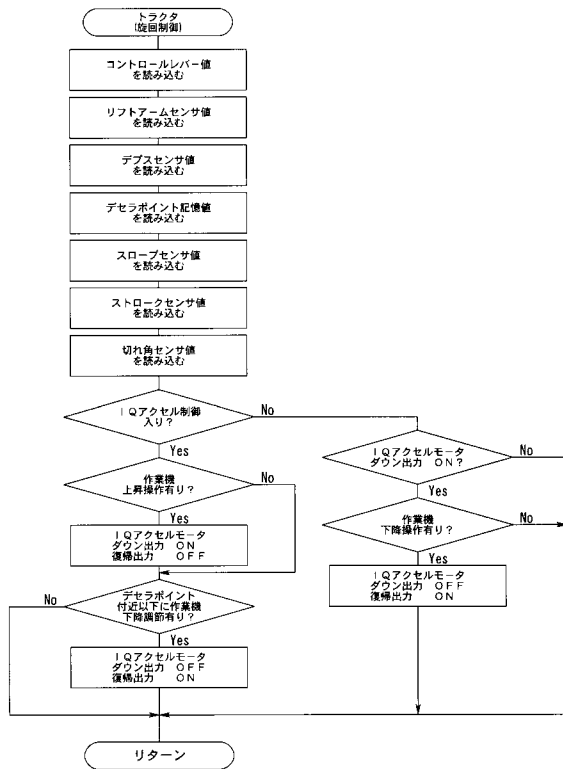 トラクタ
(旋回制御)
コントロールレバー値
を読み込む
リフトアームセンサ値
を読み込む
デプスセンサ値
を読み込む
デセラポイント記憶値
を読み込む
スロープセンサ値
を読み込む
ストロークセンサ値
を読み込む
切れ角センサ値
を読み込む
IQアクセル制御
入り?
No
Yes
作業機
上昇操作有り?
No
Yes
IQアクセルモータ
ダウン出力 ON
復帰出力 OFF
デセラポイント
付近以下に作業機
下降調節有り?
No
Yes
IQアクセルモータ
ダウン出力 OFF
復帰出力 ON
IQアクセルモータ
ダウン出力 ON?
No
Yes
作業機
下降操作有り?
No
Yes
IQアクセルモータ
ダウン出力 OFF
復帰出力 ON
リターン